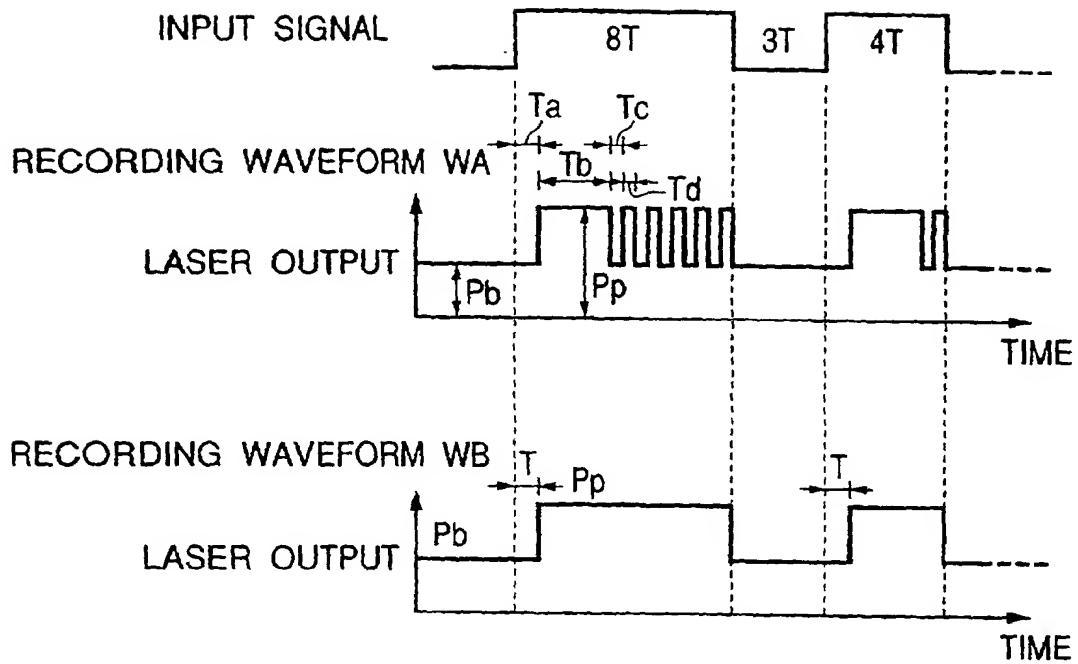 INPUT SIGNAL
8T
3T
4T
Ta
Tc
RECORDING WAVEFORM WA
Tb
Td
LASER OUTPUT
Pb
Pp
TIME
RECORDING WAVEFORM WB
T
Pp
T
Pb
LASER OUTPUT
TIME